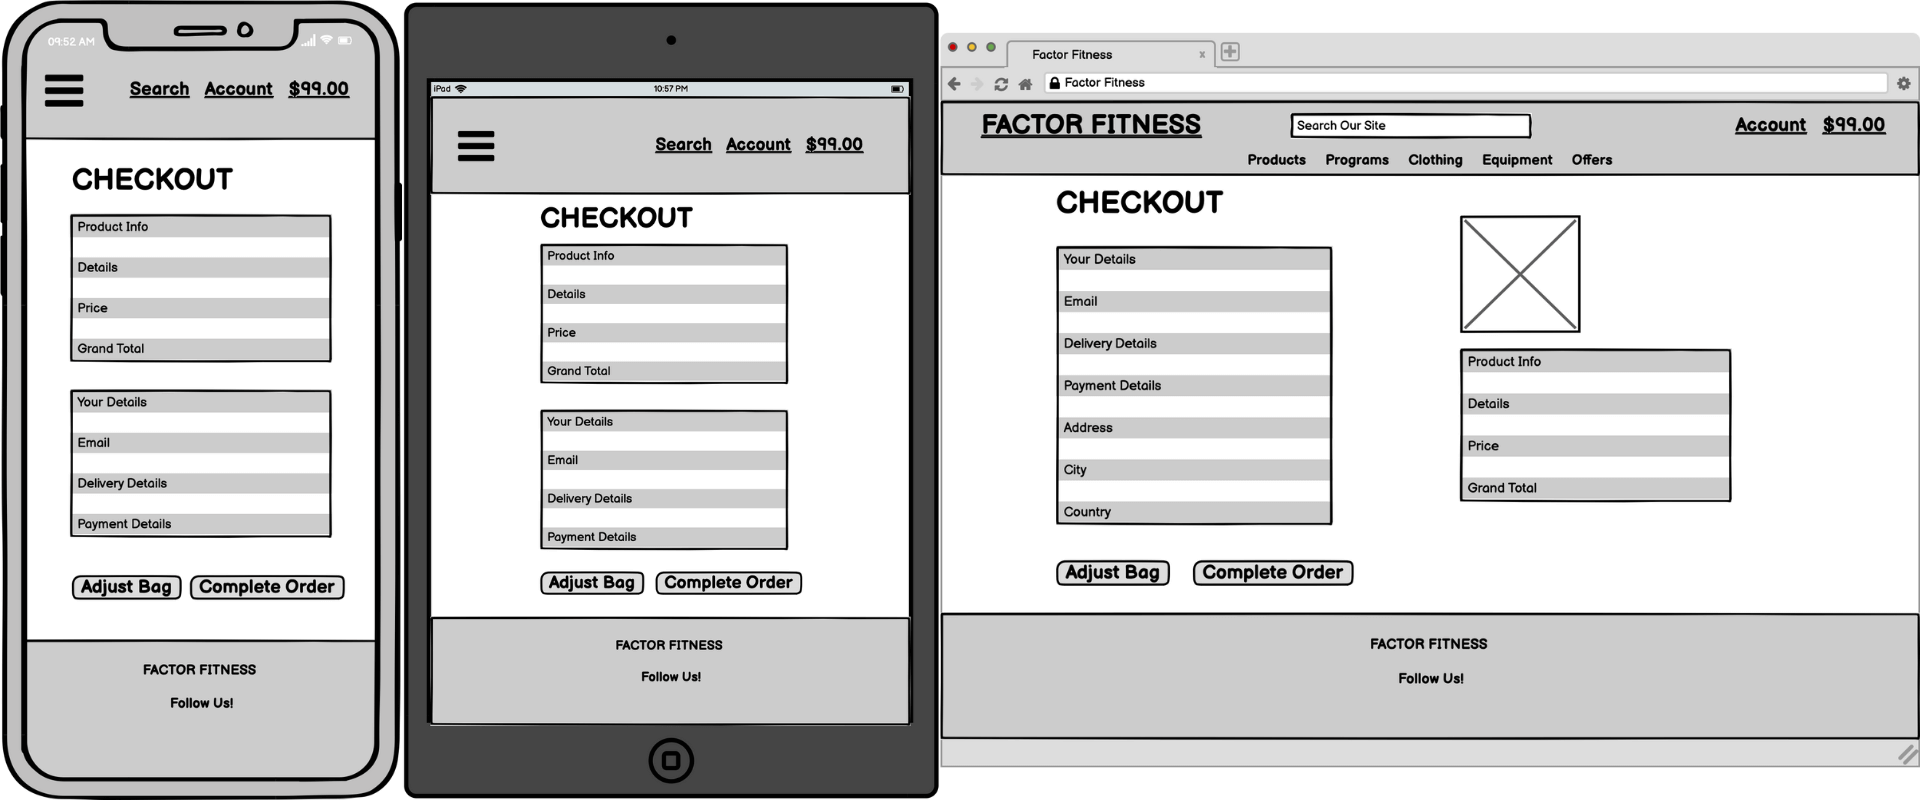 09:52 AM
Search Account $99.00
CHECKOUT
Product Info
Details
Price
Grand Total
Your Details
Email
Delivery Details
Payment Details
Adjust Bag Complete Order
FACTOR FITNESS
Follow Us!
iPad 10:57 PM
Search Account $99.00
CHECKOUT
Product Info
Details
Price
Grand Total
Your Details
Email
Delivery Details
Payment Details
Adjust Bag Complete Order
FACTOR FITNESS
Follow Us!
Factor Fitness x
Factor Fitness
FACTOR FITNESS Search Our Site Account $99.00
Products Programs Clothing Equipment Offers
CHECKOUT
Your Details
Email
Delivery Details
Payment Details
Address
City
Country
Product Info
Details
Price
Grand Total
Adjust Bag Complete Order
FACTOR FITNESS
Follow Us!